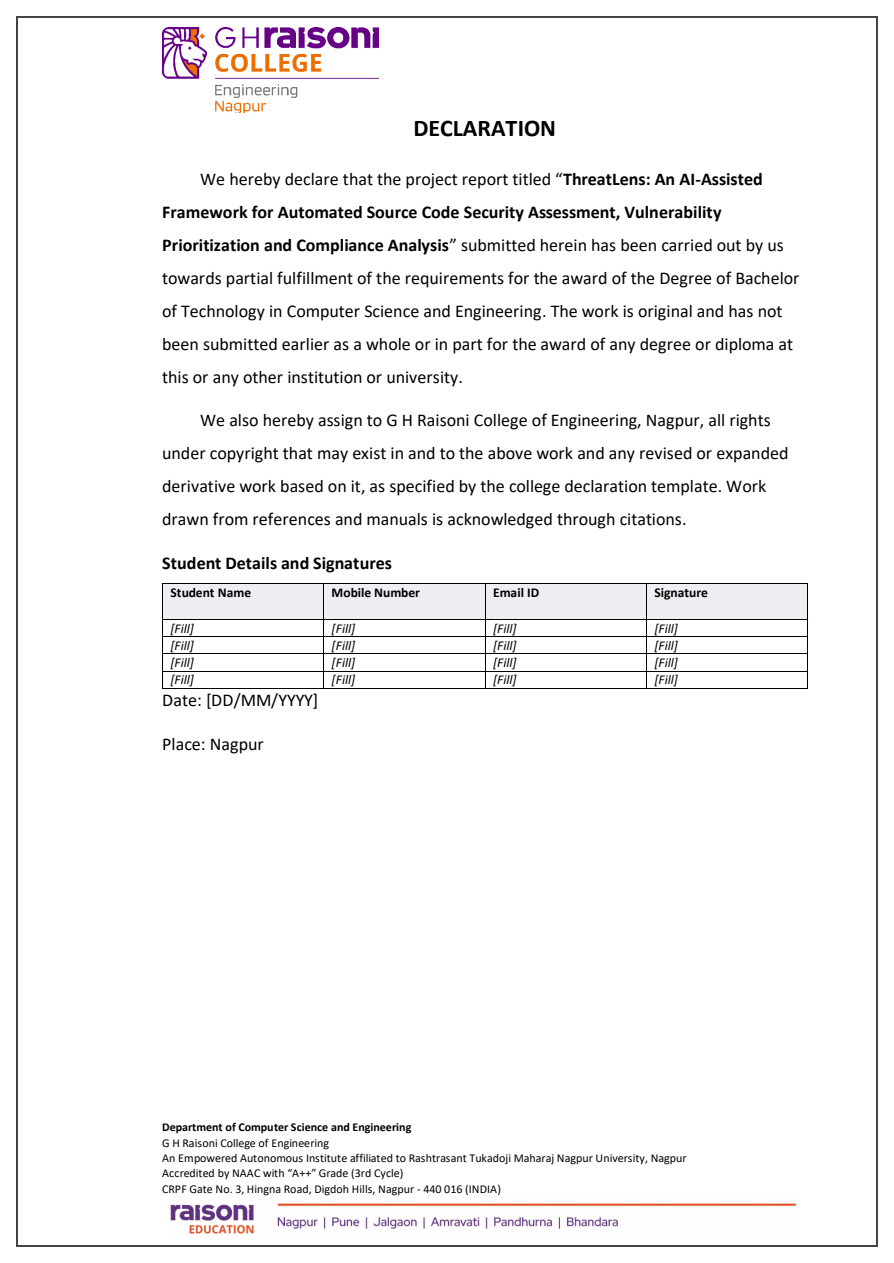 GHraisoni
COLLEGE
Engineering
Nagpur
DECLARATION
We hereby declare that the project report titled “ThreatLens: An AI-Assisted
Framework for Automated Source Code Security Assessment, Vulnerability
Prioritization and Compliance Analysis” submitted herein has been carried out by us
towards partial fulfillment of the requirements for the award of the Degree of Bachelor
of Technology in Computer Science and Engineering. The work is original and has not
been submitted earlier as a whole or in part for the award of any degree or diploma at
this or any other institution or university.
We also hereby assign to G H Raisoni College of Engineering, Nagpur, all rights
under copyright that may exist in and to the above work and any revised or expanded
derivative work based on it, as specified by the college declaration template. Work
drawn from references and manuals is acknowledged through citations.
Student Details and Signatures
Student Name Mobile Number Email ID Signature
[Fill] [Fill] [Fill] [Fill]
[Fill] [Fill] [Fill] [Fill]
[Fill] [Fill] [Fill] [Fill]
[Fill] [Fill] [Fill] [Fill]
Date: [DD/MM/YYYY]
Place: Nagpur
Department of Computer Science and Engineering
G H Raisoni College of Engineering
An Empowered Autonomous Institute affiliated to Rashtrasant Tukadoji Maharaj Nagpur University, Nagpur
Accredited by NAAC with “A++” Grade (3rd Cycle)
CRPF Gate No. 3, Hingna Road, Digdoh Hills, Nagpur - 440 016 (INDIA)
raisoni
EDUCATION
Nagpur | Pune | Jalgaon | Amravati | Pandhurna | Bhandara